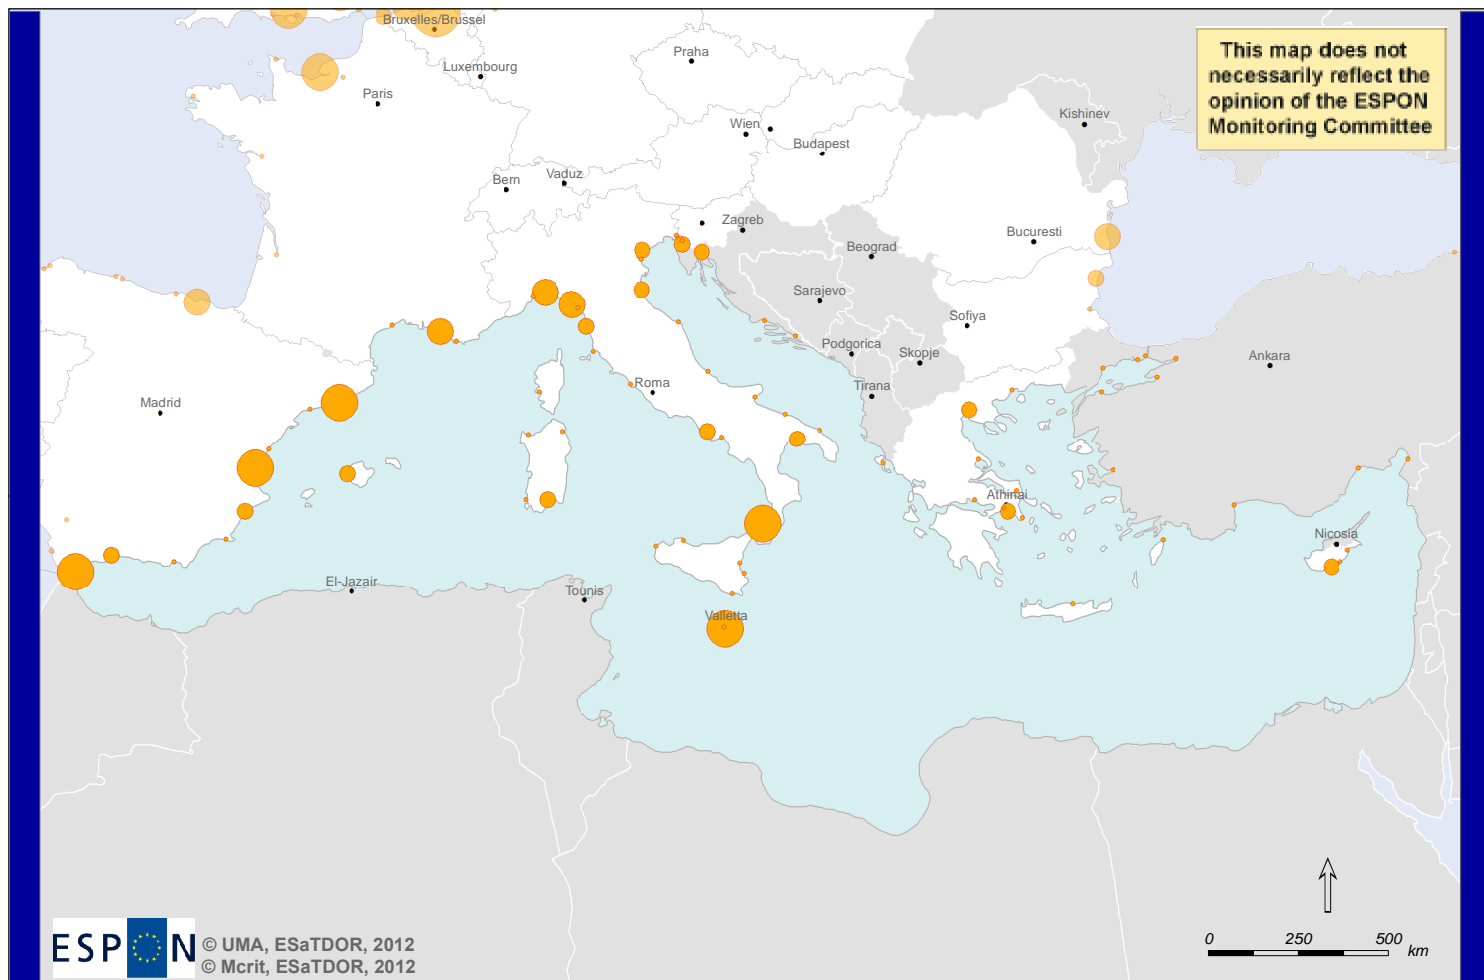 Bruxelles/Brussel
This map does not
necessarily reflect the
opinion of the ESPON
Monitoring Committee
Praha
Luxembourg
Paris
Kishinev
Wien
Budapest
Bern
Vaduz
Zagreb
Bucuresti
Beograd
Sarajevo
Sofiya
Podgorica
Skopje
Ankara
Tirana
Roma
Madrid
Athinai
Nicosia
El-Jazair
Tounis
Valletta
ESPON
© UMA, ESaTDOR, 2012
© Mcrit, ESaTDOR, 2012
0 250 500 km